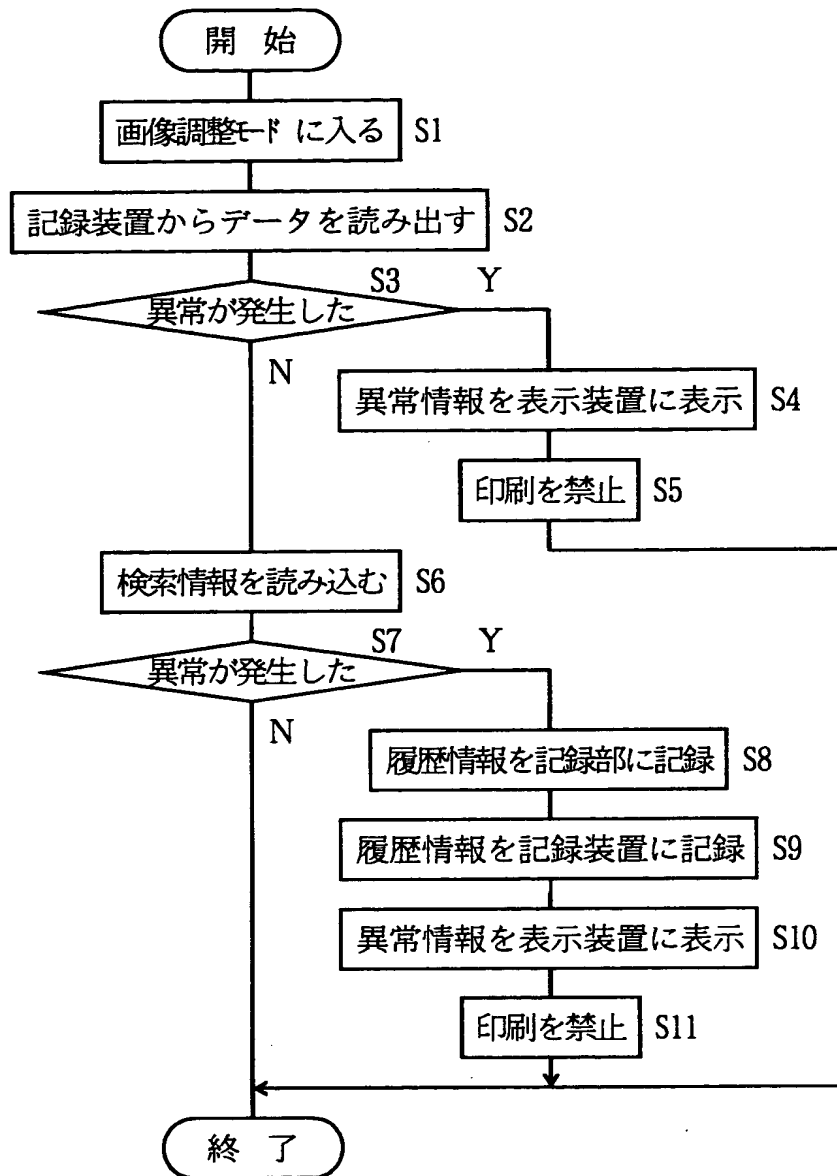 開 始
画像調整モード に入る S1
記録装置からデータを読み出す S2
S3 Y
異常が発生した
N
異常情報を表示装置に表示 S4
印刷を禁止 S5
検索情報を読み込む S6
S7 Y
異常が発生した
N
履歴情報を記録部に記録 S8
履歴情報を記録装置に記録 S9
異常情報を表示装置に表示 S10
印刷を禁止 S11
終 了